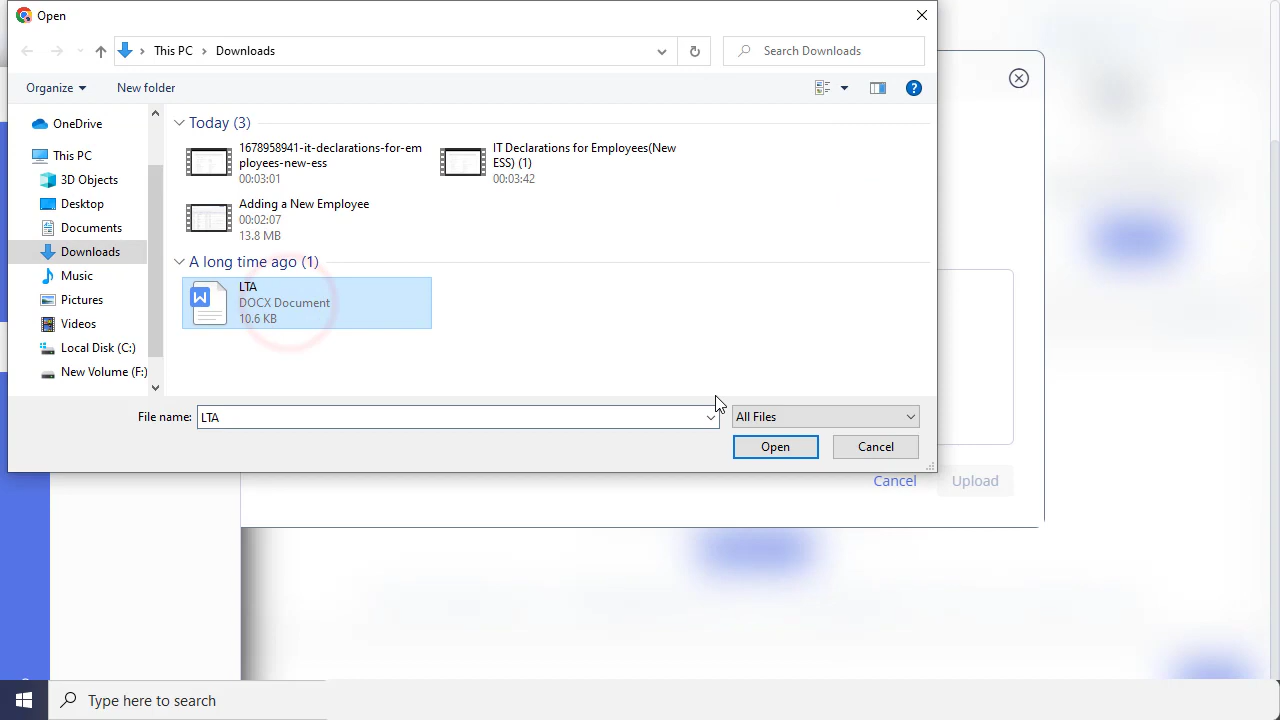 Open
This PC
Downloads
Search Downloads
Organize
New folder
OneDrive
This PC
3D Objects
Desktop
Documents
Downloads
Music
Pictures
Videos
Local Disk (C:)
New Volume (F:)
Today (3)
1678958941-it-declarations-for-em
ployees-new-ess
00:03:01
IT Declarations for Employees(New
ESS) (1)
00:03:42
Adding a New Employee
00:02:07
13.8 MB
A long time ago (1)
LTA
DOCX Document
10.6 KB
File name:
LTA
All Files
Open
Cancel
Cancel
Upload
Type here to search